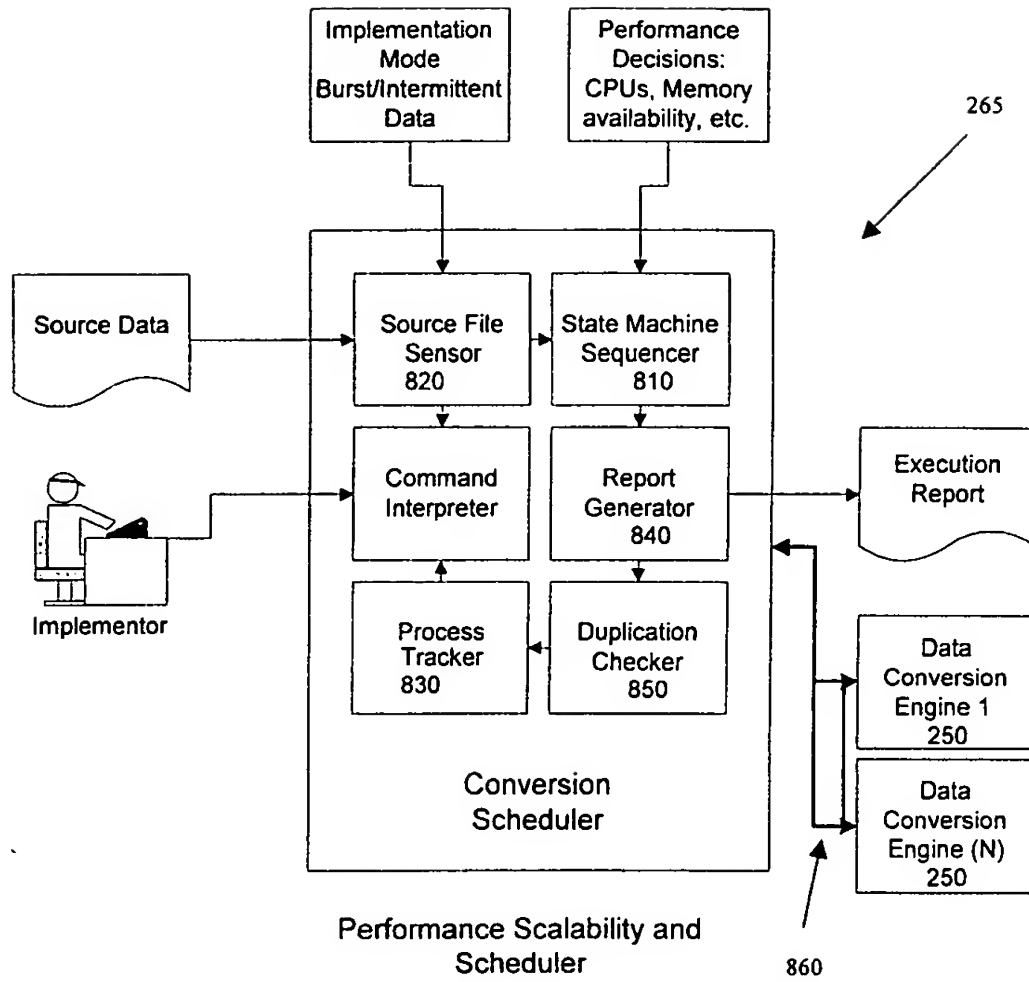 Implementation
Mode
Burst/Intermittent
Data
Performance
Decisions:
CPUs, Memory
availability, etc.
265
Source Data
Source File
Sensor
820
State Machine
Sequencer
810
Command
Interpreter
Report
Generator
840
Execution
Report
Implementor
Process
Tracker
830
Duplication
Checker
850
Data
Conversion
Engine 1
250
Conversion
Scheduler
Data
Conversion
Engine (N)
250
Performance Scalability and
Scheduler
860